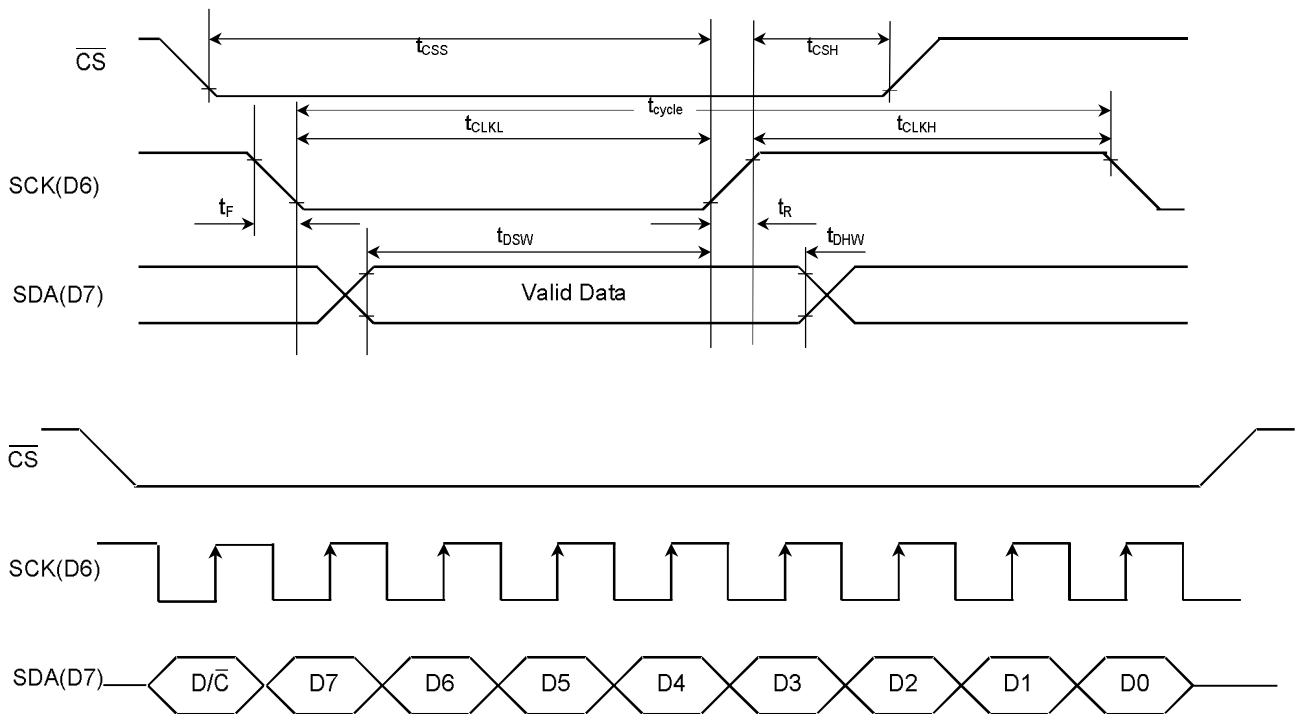 CS
tCSS
tCSH
tcycle
tCLKL
tCLKH
SCK(D6)
tF
tR
tDSW
tDHW
SDA(D7)
Valid Data
CS
SCK(D6)
SDA(D7)
D/C
D7
D6
D5
D4
D3
D2
D1
D0